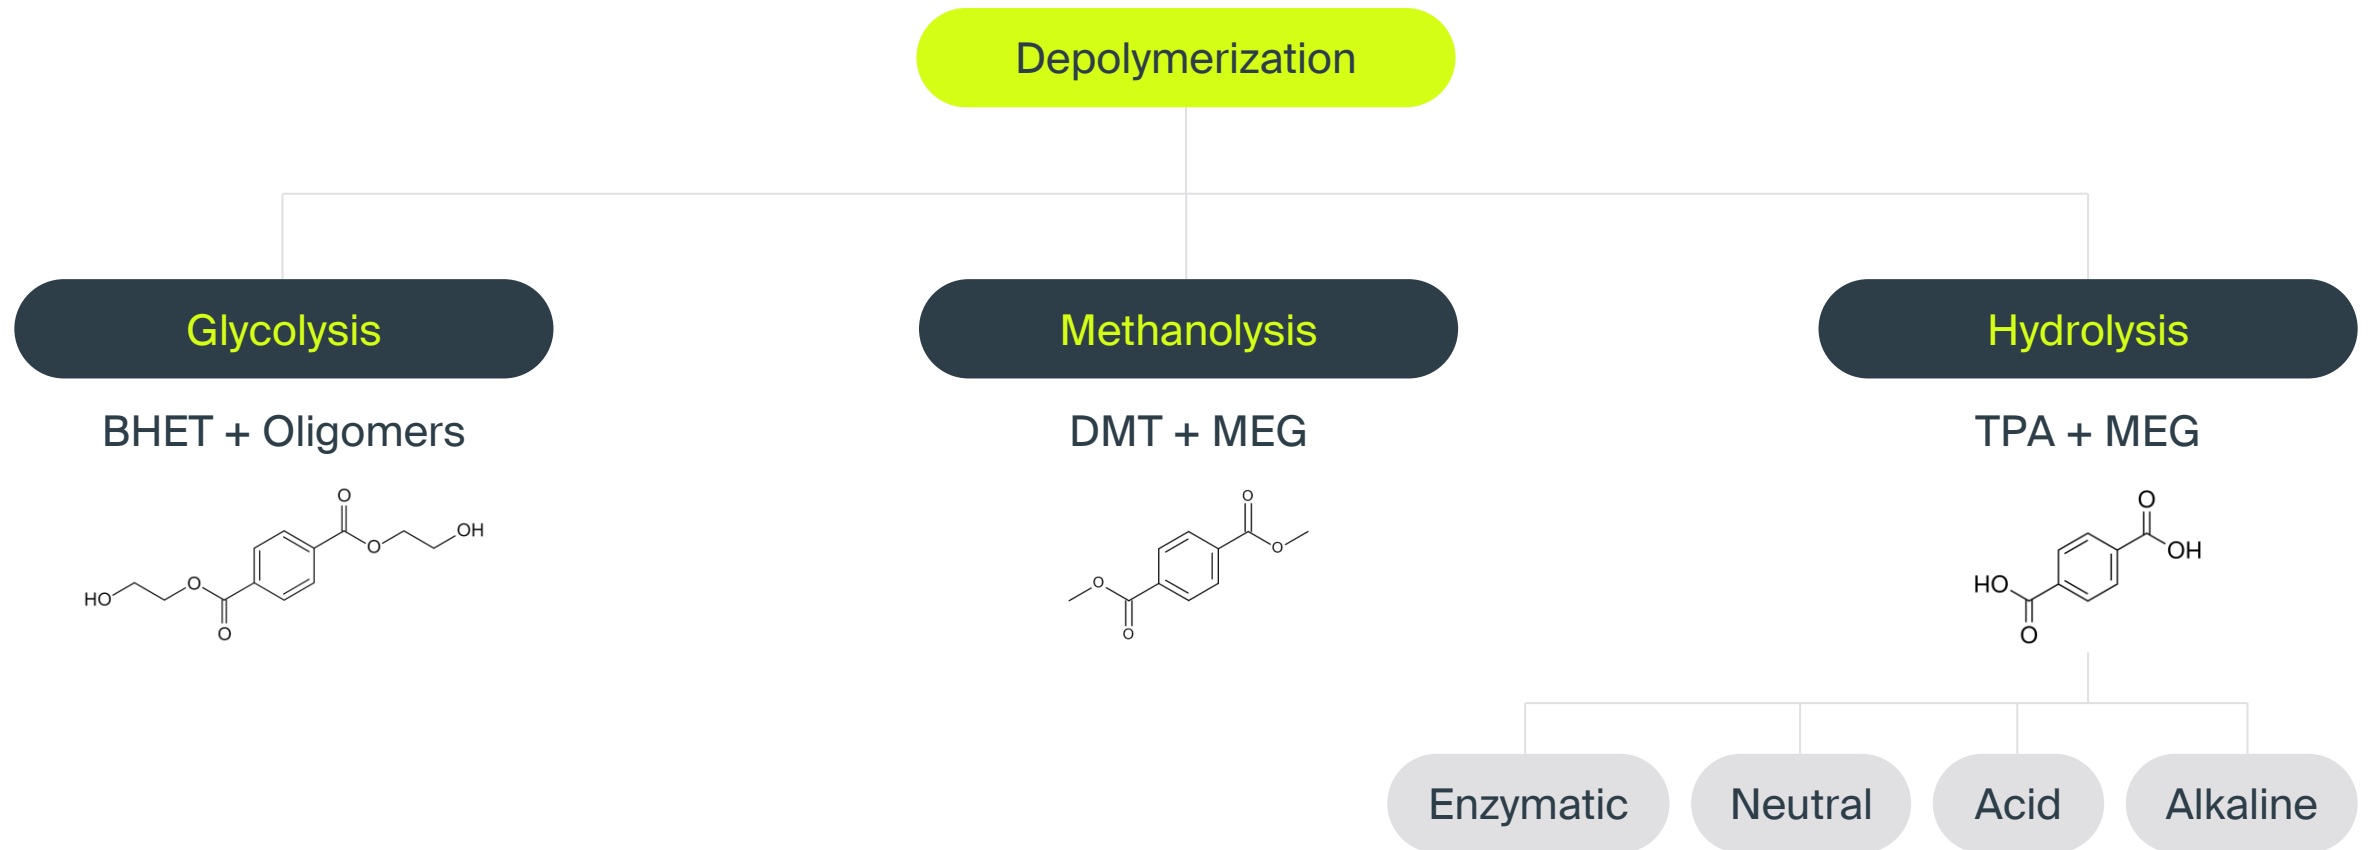 Depolymerization
Glycolysis
Methanolysis
Hydrolysis
BHET + Oligomers
DMT + MEG
TPA + MEG
O
OH
O
O
HO
O
O
O
O
O
O
OH
HO
O
Enzymatic
Neutral
Acid
Alkaline